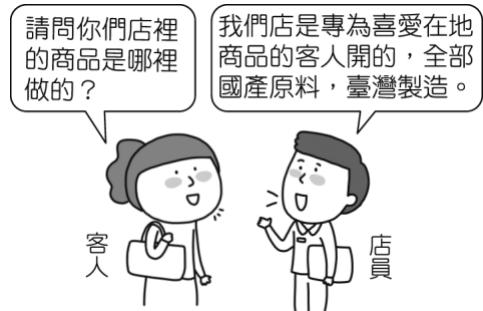 請問你們店裡
的商品是哪裡
做的？
我們店是專為喜愛在地
商品的客人開的，全部
國產原料，臺灣製造。
客人
店員